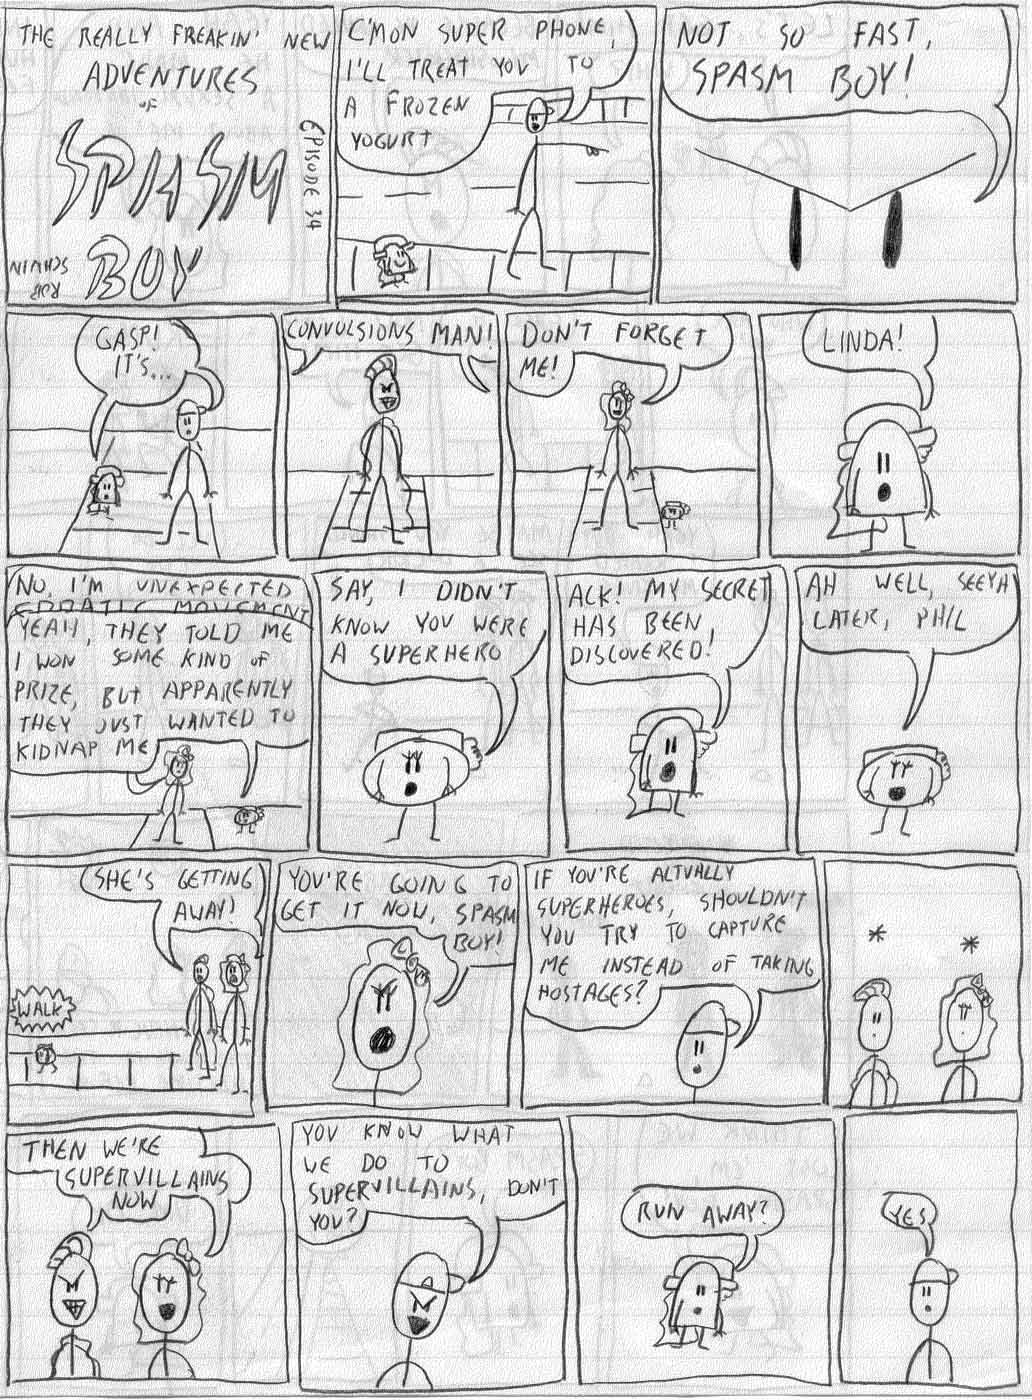 THE REALLY FREAKIN' NEW
ADVENTURES
OF
SPASM
BOY
EPISODE 34
ROB
SCHWIN
C'MON SUPER PHONE,
I'LL TREAT YOU TO
A FROZEN
YOGURT
NOT SO FAST,
SPASM BOY!
GASP!
IT'S...
CONVULSIONS MAN!
DON'T FORGET
ME!
LINDA!
NO, I'M UNEXPECTED
ERRATIC MOVEMENT
YEAH, THEY TOLD ME
I WON SOME KIND OF
PRIZE, BUT APPARENTLY
THEY JUST WANTED TO
KIDNAP ME
SAY, I DIDN'T
KNOW YOU WERE
A SUPERHERO
ACK! MY SECRET
HAS BEEN
DISCOVERED!
AH WELL, SEEYA
LATER, PHIL
SHE'S GETTING
AWAY!
WALK
YOU'RE GOING TO
GET IT NOW, SPASM
BOY!
IF YOU'RE ACTUALLY
SUPERHEROES, SHOULDN'T
YOU TRY TO CAPTURE
ME INSTEAD OF TAKING
HOSTAGES?
* *
THEN WE'RE
SUPERVILLAINS
NOW
YOU KNOW WHAT
WE DO TO
SUPERVILLAINS, DON'T
YOU?
RUN AWAY?
YES